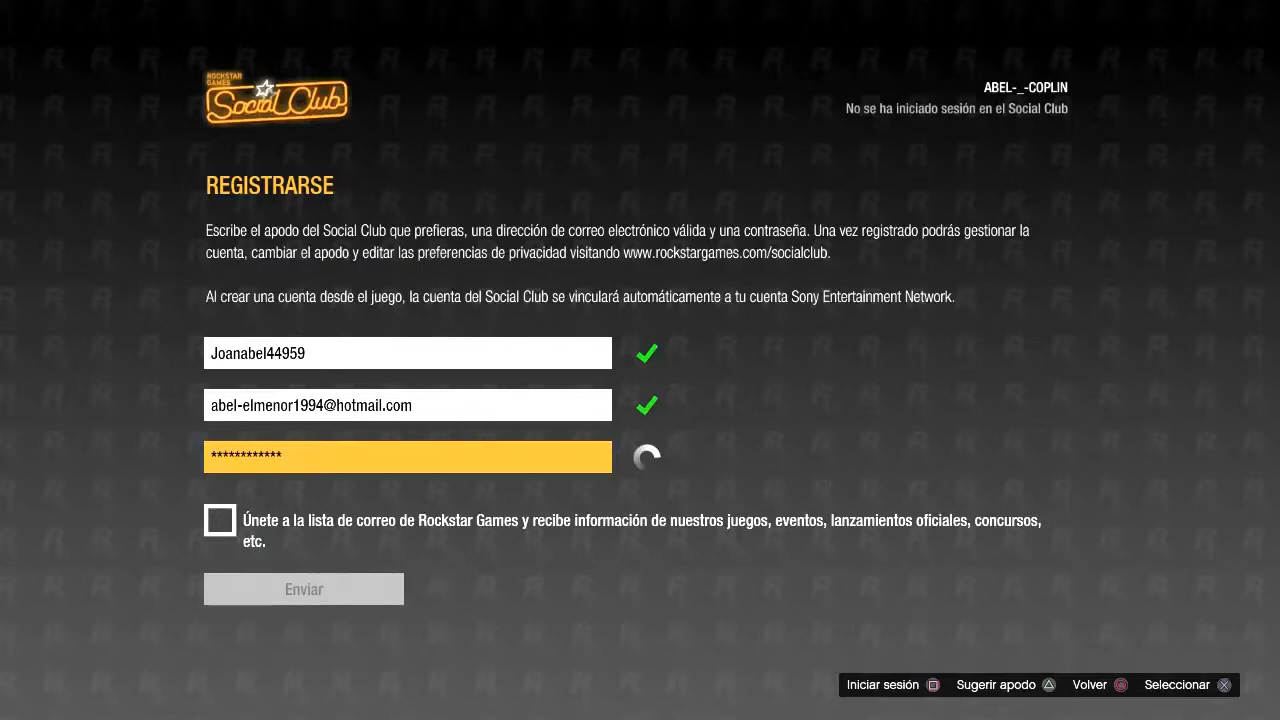 ROCKSTAR
GAMES
Social Club
ABEL-_-COPLIN
No se ha iniciado sesión en el Social Club
REGISTRARSE
Escribe el apodo del Social Club que prefieras, una dirección de correo electrónico válida y una contraseña. Una vez registrado podrás gestionar la
cuenta, cambiar el apodo y editar las preferencias de privacidad visitando www.rockstargames.com/socialclub.
Al crear una cuenta desde el juego, la cuenta del Social Club se vinculará automáticamente a tu cuenta Sony Entertainment Network.
Joanabel44959
abel-elmenor1994@hotmail.com
************
Únete a la lista de correo de Rockstar Games y recibe información de nuestros juegos, eventos, lanzamientos oficiales, concursos,
etc.
Enviar
Iniciar sesión Sugerir apodo Volver Seleccionar